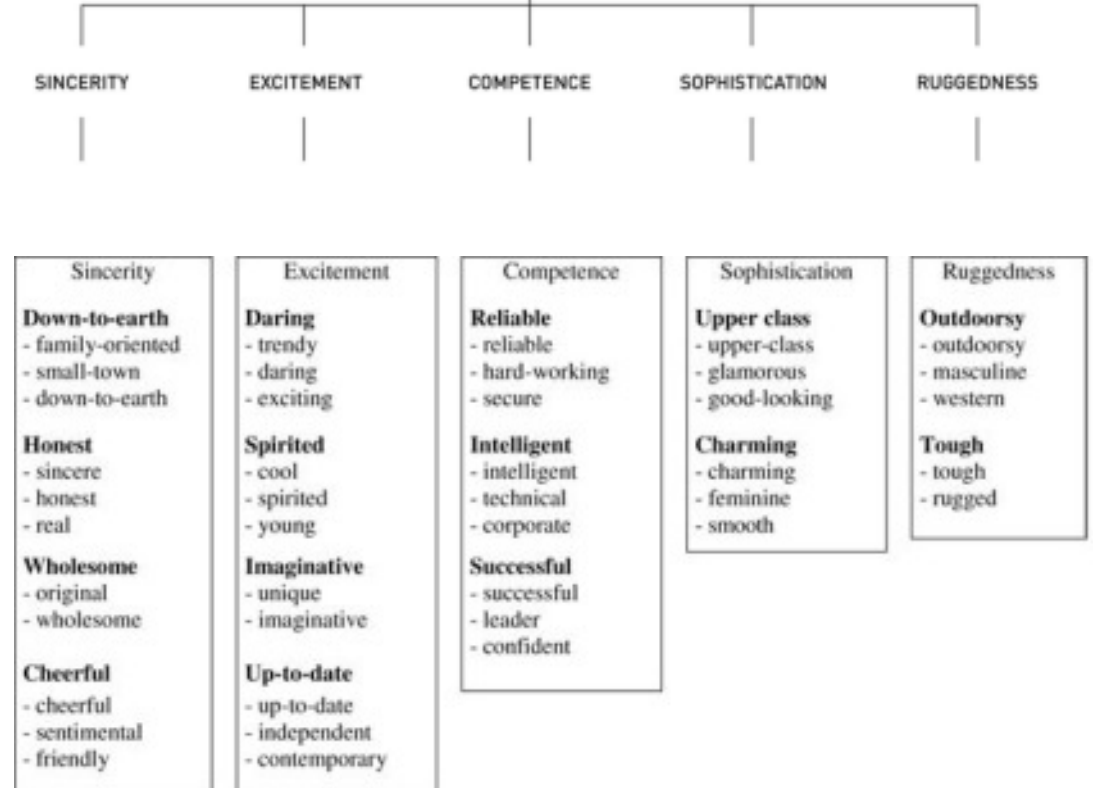 SINCERITY
EXCITEMENT
COMPETENCE
SOPHISTICATION
RUGGEDNESS
Sincerity
Down-to-earth
- family-oriented
- small-town
- down-to-earth
Honest
- sincere
- honest
- real
Wholesome
- original
- wholesome
Cheerful
- cheerful
- sentimental
- friendly
Excitement
Daring
- trendy
- daring
- exciting
Spirited
- cool
- spirited
- young
Imaginative
- unique
- imaginative
Up-to-date
- up-to-date
- independent
- contemporary
Competence
Reliable
- reliable
- hard-working
- secure
Intelligent
- intelligent
- technical
- corporate
Successful
- successful
- leader
- confident
Sophistication
Upper class
- upper-class
- glamorous
- good-looking
Charming
- charming
- feminine
- smooth
Ruggedness
Outdoorsy
- outdoorsy
- masculine
- western
Tough
- tough
- rugged